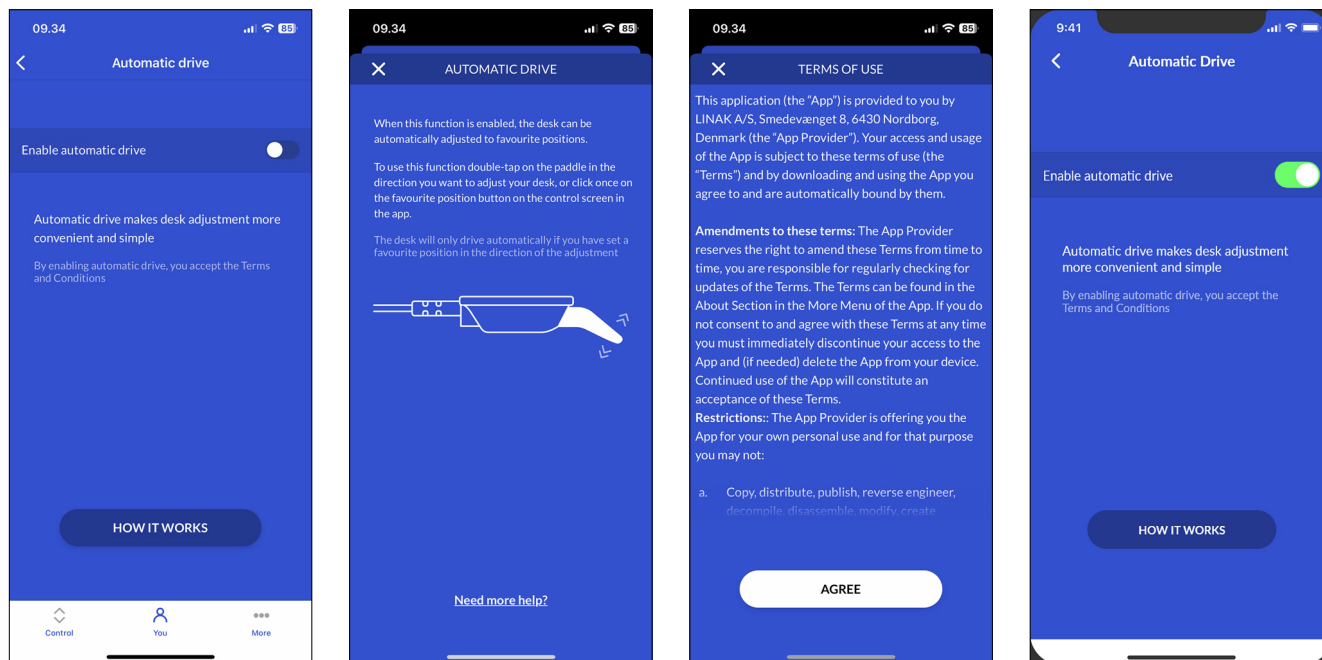 09.34
85
Automatic drive
Enable automatic drive
Automatic drive makes desk adjustment more
convenient and simple
By enabling automatic drive, you accept the Terms
and Conditions
HOW IT WORKS
Control
You
More
09.34
85
AUTOMATIC DRIVE
When this function is enabled, the desk can be
automatically adjusted to favourite positions.
To use this function double-tap on the paddle in the
direction you want to adjust your desk, or click once on
the favourite position button on the control screen in
the app.
The desk will only drive automatically if you have set a
favourite position in the direction of the adjustment
Need more help?
09.34
85
TERMS OF USE
This application (the “App”) is provided to you by
LINAK A/S, Smedevænget 8, 6430 Nordborg,
Denmark (the “App Provider”). Your access and usage
of the App is subject to these terms of use (the
“Terms”) and by downloading and using the App you
agree to and are automatically bound by them.
Amendments to these terms: The App Provider
reserves the right to amend these Terms from time to
time, you are responsible for regularly checking for
updates of the Terms. The Terms can be found in the
About Section in the More Menu of the App. If you do
not consent to and agree with these Terms at any time
you must immediately discontinue your access to the
App and (if needed) delete the App from your device.
Continued use of the App will constitute an
acceptance of these Terms.
Restrictions:: The App Provider is offering you the
App for your own personal use and for that purpose
you may not:
a. Copy, distribute, publish, reverse engineer,
decompile, disassemble, modify, create
AGREE
9:41
Automatic Drive
Enable automatic drive
Automatic drive makes desk adjustment
more convenient and simple
By enabling automatic drive, you accept the
Terms and Conditions
HOW IT WORKS